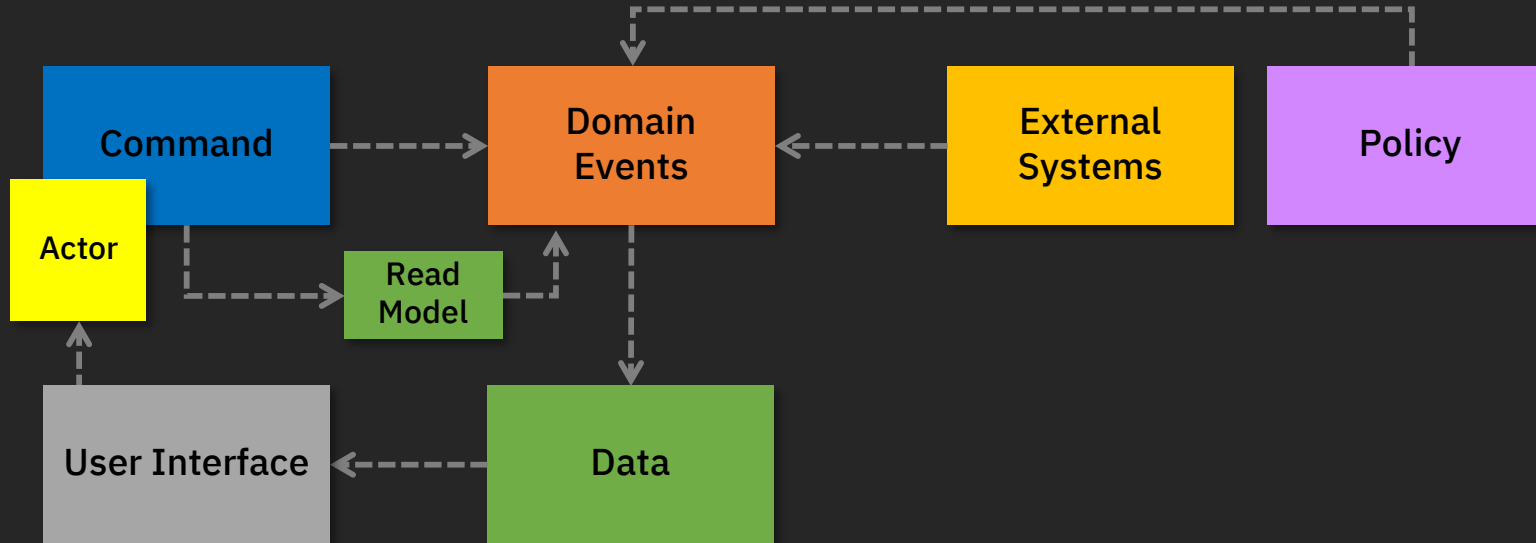 Command
Domain
Events
External
Systems
Policy
Actor
Read
Model
User Interface
Data